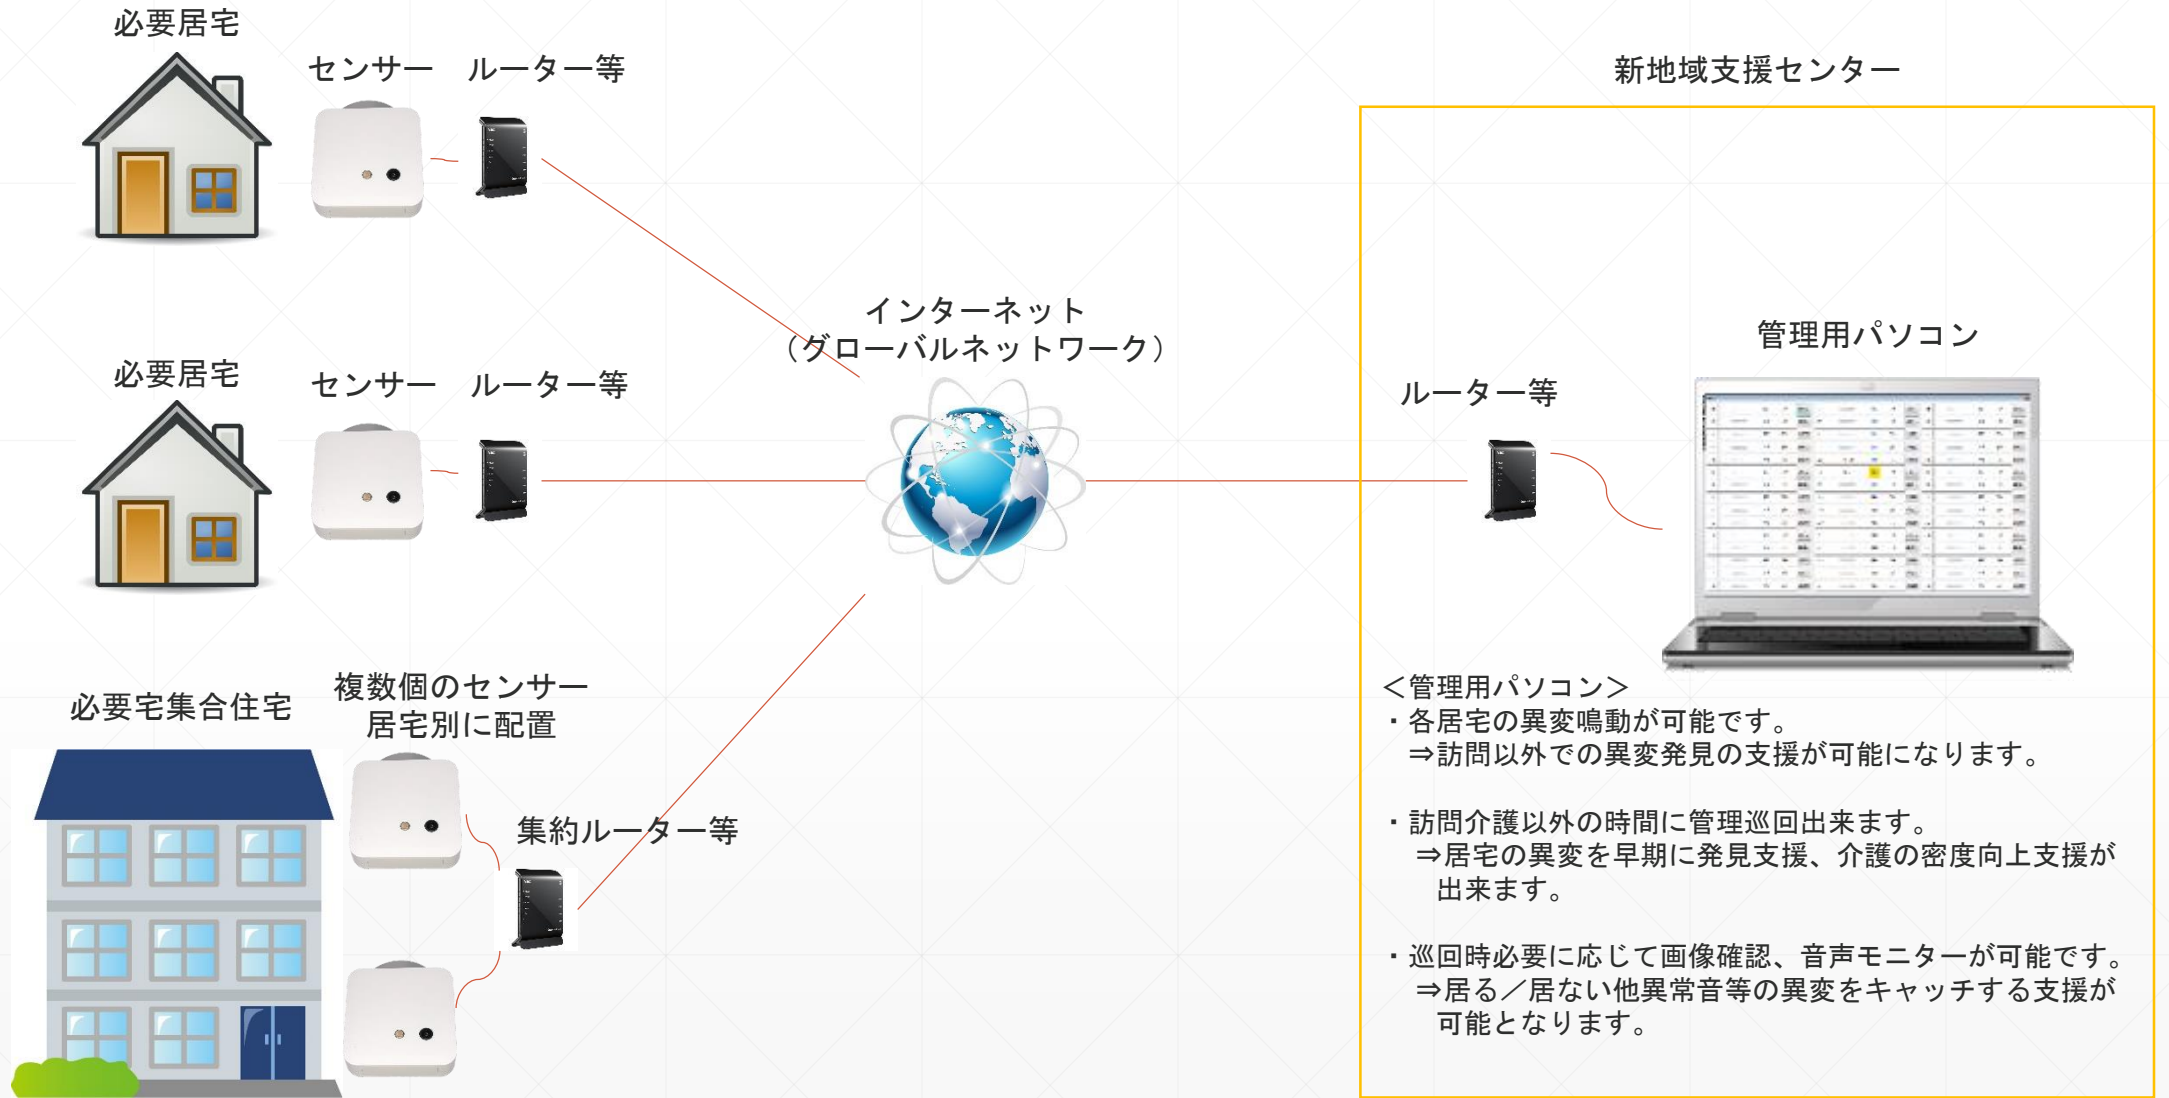 必要居宅
センサー
ルーター等
新地域支援センター
インターネット
（グローバルネットワーク）
管理用パソコン
必要居宅
センサー
ルーター等
ルーター等
必要宅集合住宅
複数個のセンサー
居宅別に配置
集約ルーター等
＜管理用パソコン＞
・各居宅の異変鳴動が可能です。
⇒訪問以外での異変発見の支援が可能になります。
・訪問介護以外の時間に管理巡回出来ます。
⇒居宅の異変を早期に発見支援、介護の密度向上支援が
出来ます。
・巡回時必要に応じて画像確認、音声モニターが可能です。
⇒居る／居ない他異常音等の異変をキャッチする支援が
可能となります。